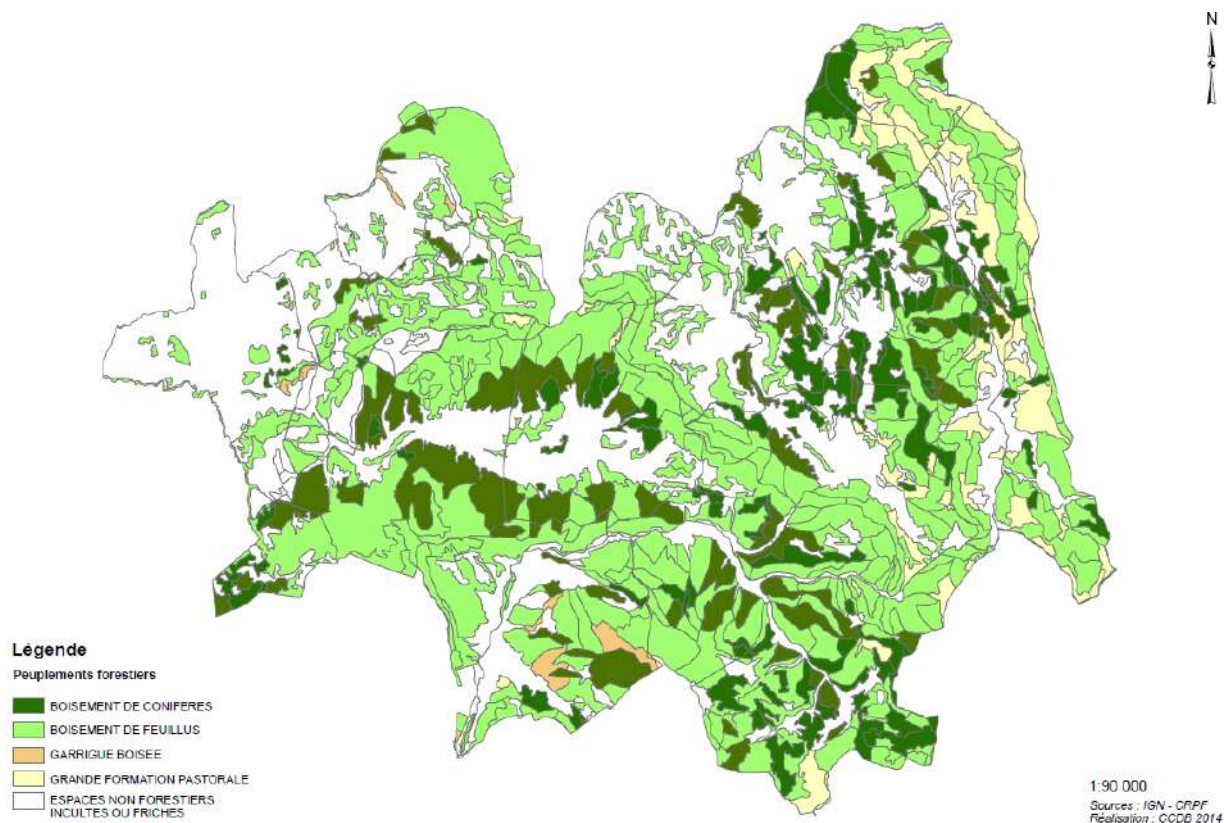 N
Légende
Peuplements forestiers
BOISEMENT DE CONIFERES
BOISEMENT DE FEUILLUS
GARRIGUE BOISEE
GRANDE FORMATION PASTORALE
ESPACES NON FORESTIERS
INCULTES OU FRICHES
1:90 000
Sources : IGN - CRPF
Réalisation : CCDB 2014